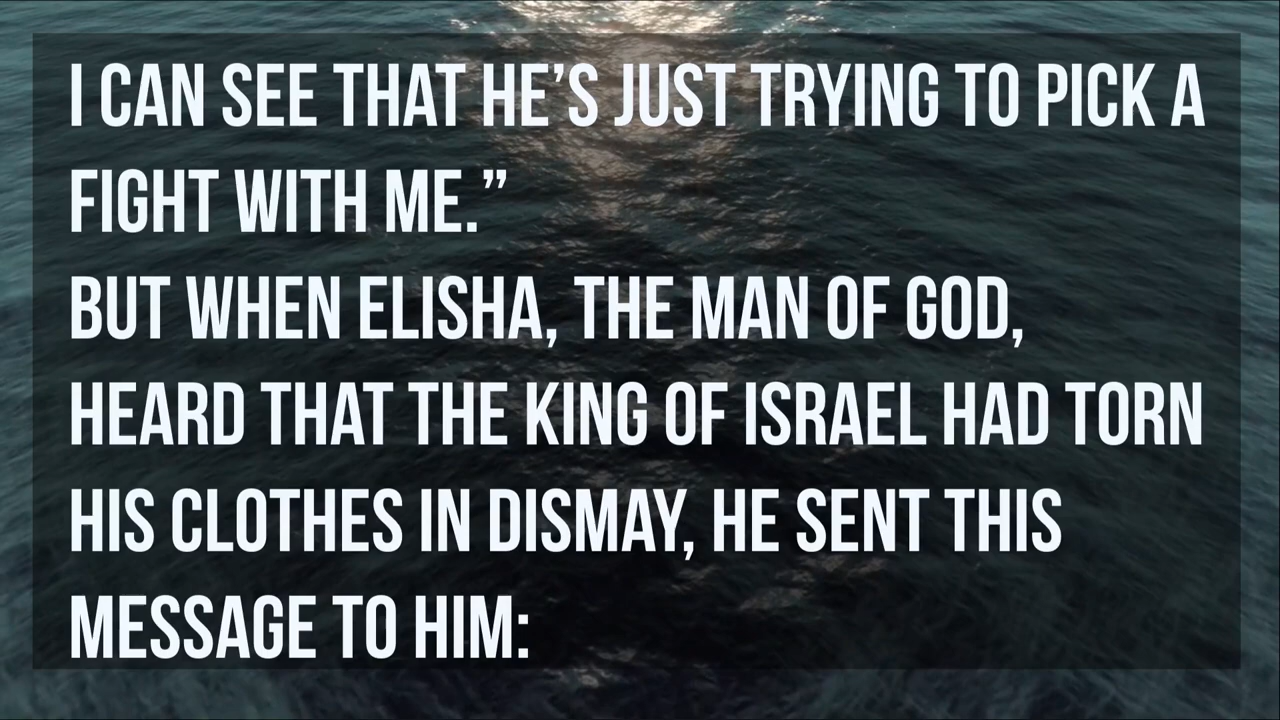 I CAN SEE THAT HE’S JUST TRYING TO PICK A
FIGHT WITH ME.”
BUT WHEN ELISHA, THE MAN OF GOD,
HEARD THAT THE KING OF ISRAEL HAD TORN
HIS CLOTHES IN DISMAY, HE SENT THIS
MESSAGE TO HIM: